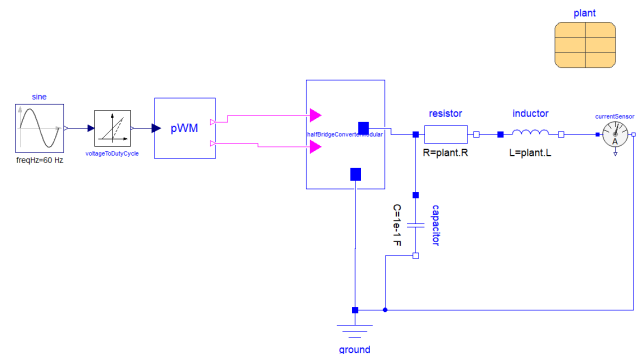 plant
sine
freqHz=60 Hz
voltageToDutyCycle
pWM
halfBridgeConverterModular
resistor
R=plant.R
inductor
L=plant.L
currentSensor
A
capacitor
C=1e-1 F
ground